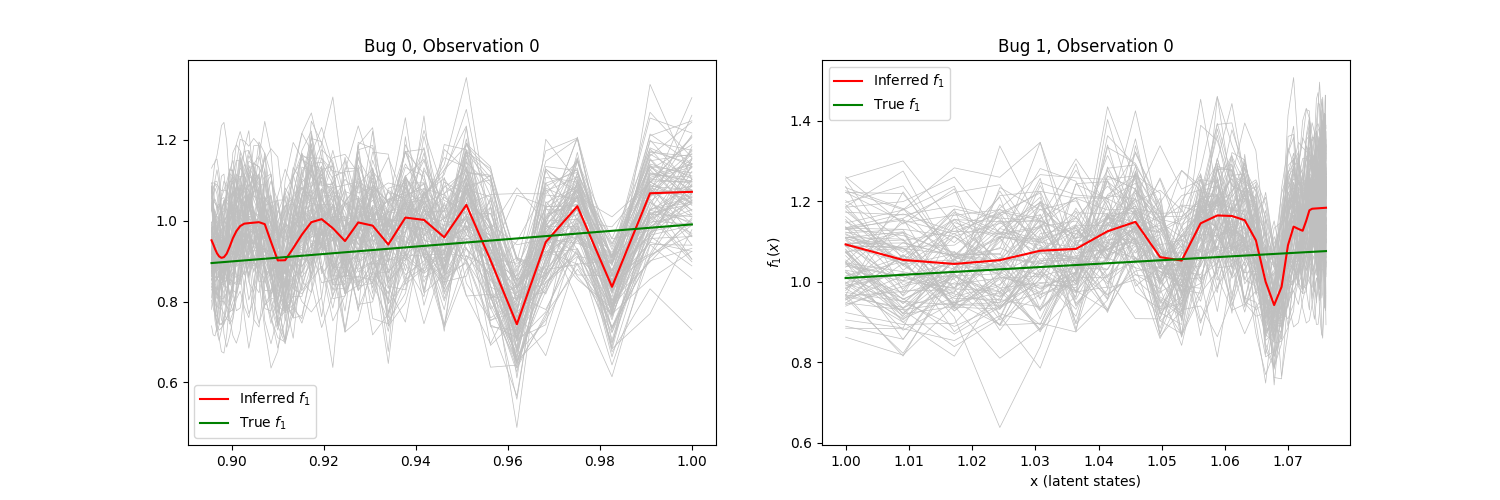 Bug 0, Observation 0
1.2
1.0
0.8
0.6
Inferred f₁
True f₁
0.90 0.92 0.94 0.96 0.98 1.00
Bug 1, Observation 0
Inferred f₁
True f₁
f₁(x)
1.4
1.2
1.0
0.8
0.6
1.00 1.01 1.02 1.03 1.04 1.05 1.06 1.07
x (latent states)